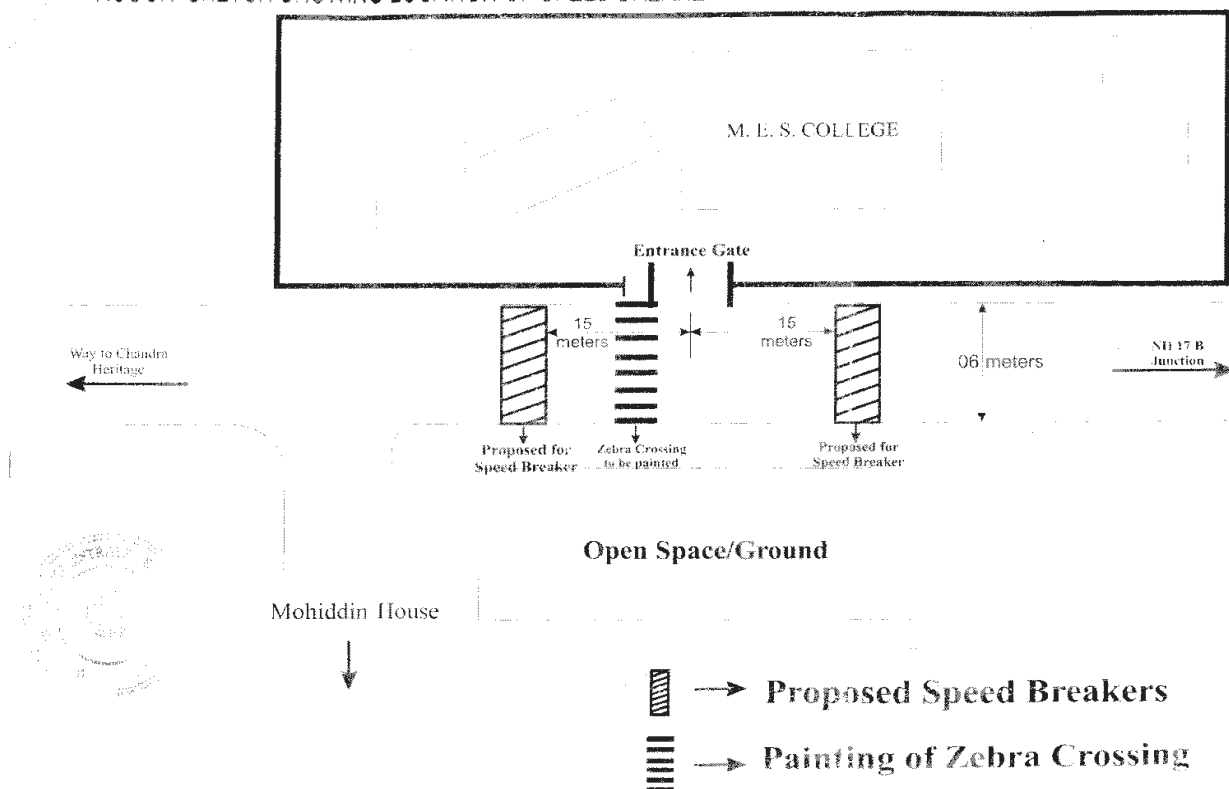 M. E. S. COLLEGE
Entrance Gate
15
meters
15
meters
Way to Chandra
Heritage
06 meters
NH 17 B
Junction
Proposed for
Speed Breaker
Zebra Crossing
to be painted
Proposed for
Speed Breaker
Open Space/Ground
Mohiddin House
Proposed Speed Breakers
Painting of Zebra Crossing